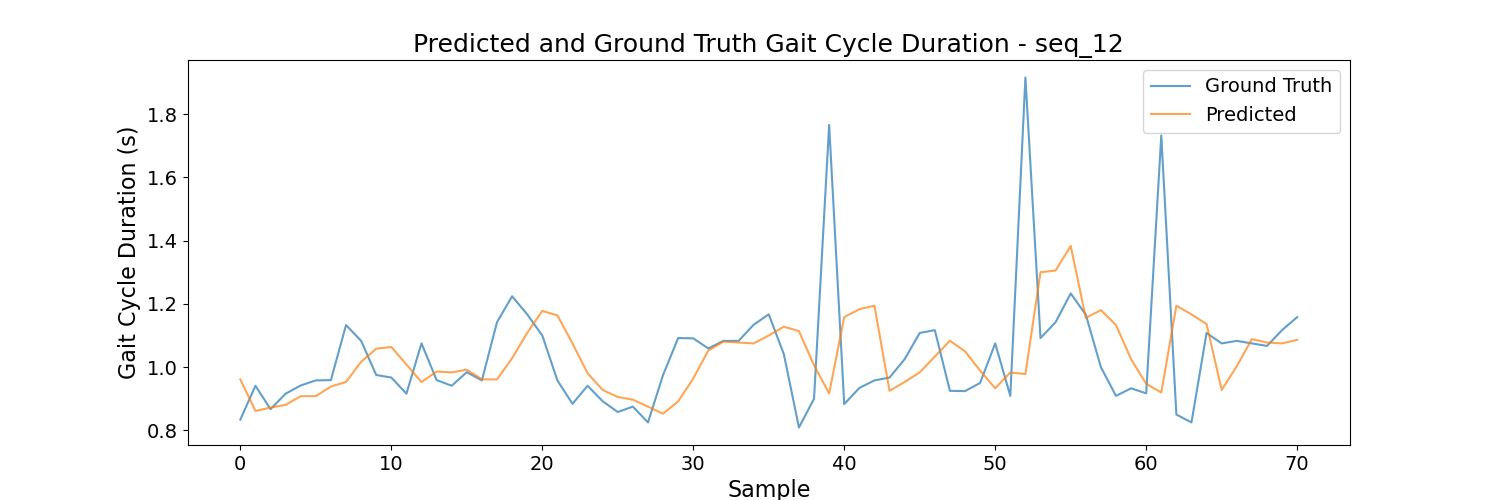 Predicted and Ground Truth Gait Cycle Duration - seq_12
Ground Truth
Predicted
Gait Cycle Duration (s)
1.8
1.6
1.4
1.2
1.0
0.8
0 10 20 30 40 50 60 70
Sample